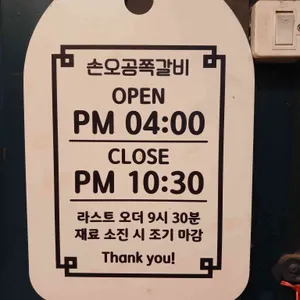 손오공쪽갈비
OPEN
PM 04:00
CLOSE
PM 10:30
라스트 오더 9시 30분
재료 소진 시 조기 마감
Thank you!